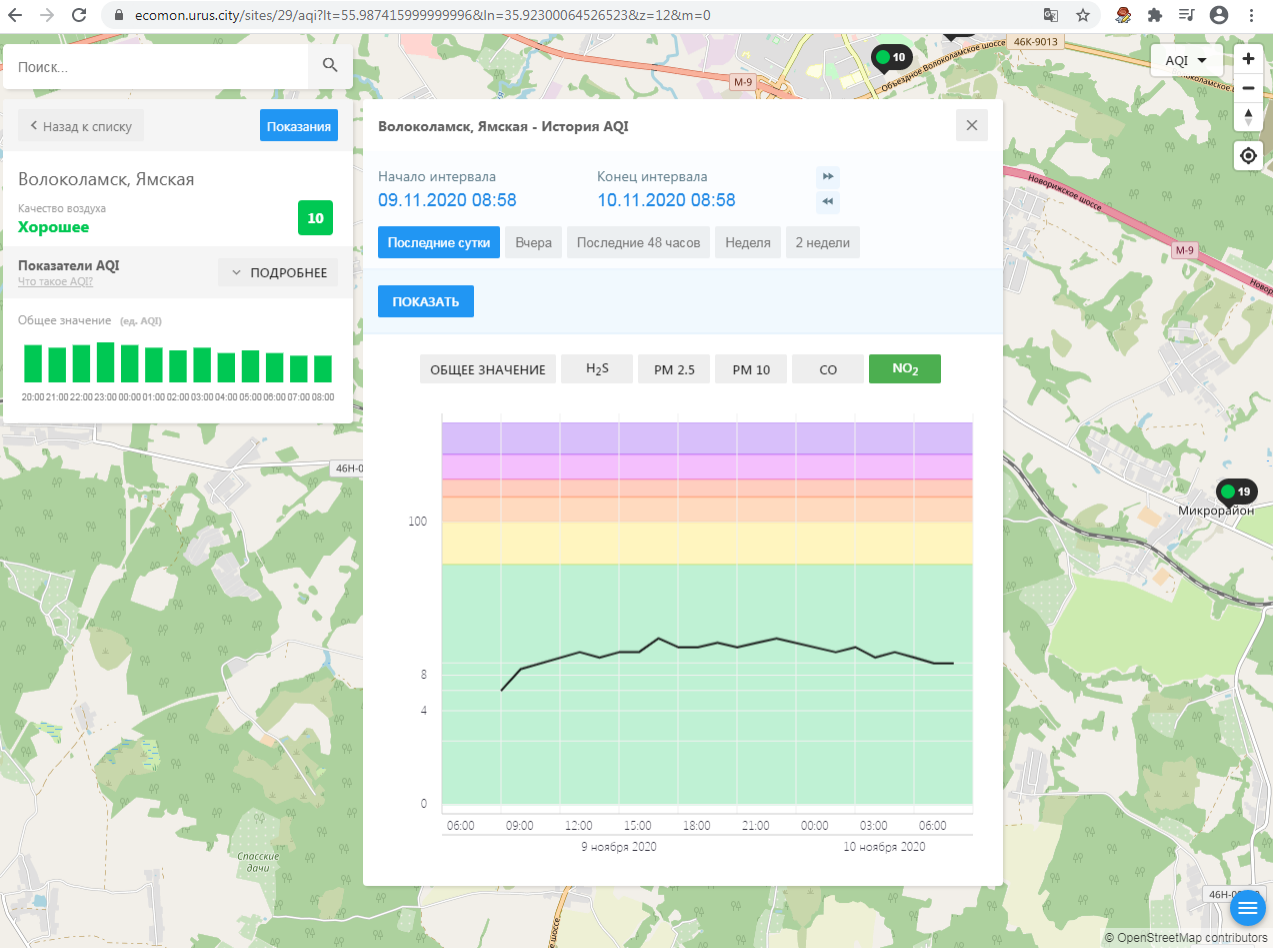 ecomon.urus.city/sites/29/aqi?lt=55.987415999999996&ln=35.92300064526523&z=12&m=0
Поиск...
10
Объездное Волоколамское шоссе
46К-9013
AQI
М-9
Назад к списку
Показания
Волоколамск, Ямская - История AQI
Волоколамск, Ямская
Качество воздуха
Хорошее
10
Показатели AQI
Что такое AQI?
ПОДРОБНЕЕ
Общее значение (ед. AQI)
20:00 21:00 22:00 23:00 00:00 01:00 02:00 03:00 04:00 05:00 06:00 07:00 08:00
Начало интервала
Конец интервала
09.11.2020 08:58
10.11.2020 08:58
Последние сутки
Вчера
Последние 48 часов
Неделя
2 недели
ПОКАЗАТЬ
ОБЩЕЕ ЗНАЧЕНИЕ
H2S
PM 2.5
PM 10
CO
NO2
100
8
4
0
06:00 09:00 12:00 15:00 18:00 21:00 00:00 03:00 06:00
9 ноября 2020
10 ноября 2020
Новорижское шоссе
М-9
19
Микрорайон
Спасские
дачи
© OpenStreetMap contributors